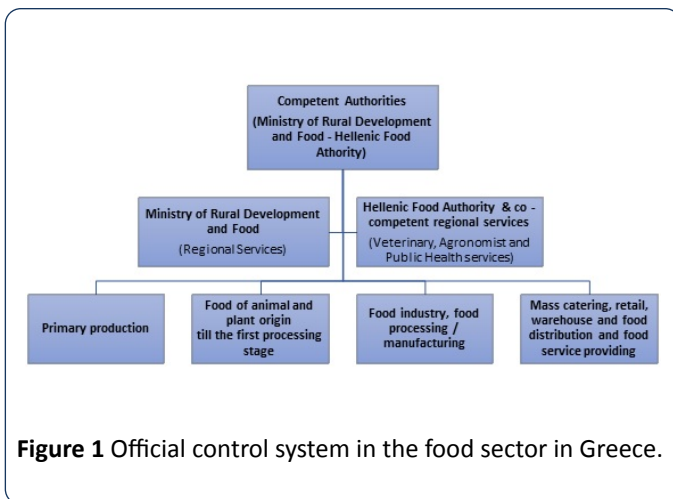 Competent Authorities
(Ministry of Rural Development
and Food - Hellenic Food
Athority)
Ministry of Rural Development
and Food
(Regional Services)
Hellenic Food Authority & co -
competent regional services
(Veterinary, Agronomist and
Public Health services)
Primary production
Food of animal and
plant origin
till the first processing
stage
Food industry, food
processing /
manufacturing
Mass catering, retail,
warehouse and food
distribution and food
service providing
Figure 1 Official control system in the food sector in Greece.